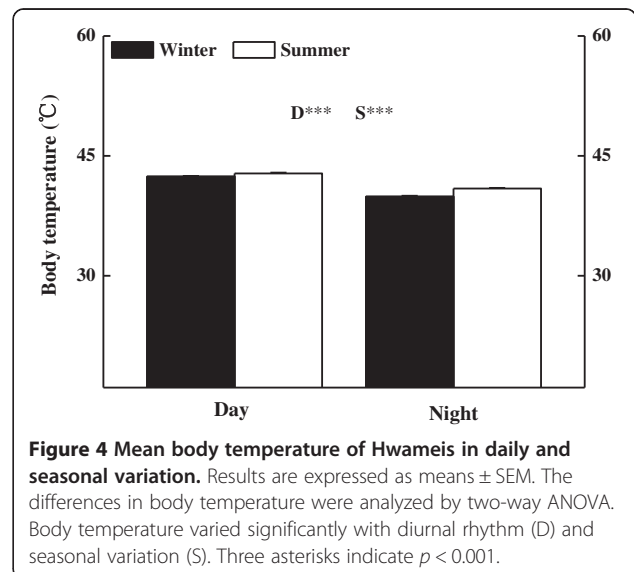 60
60
Winter
Summer
D*** S***
Body temperature (℃)
45
45
30
30
Day
Night
Figure 4 Mean body temperature of Hwameis in daily and
seasonal variation. Results are expressed as means ± SEM. The
differences in body temperature were analyzed by two-way ANOVA.
Body temperature varied significantly with diurnal rhythm (D) and
seasonal variation (S). Three asterisks indicate p < 0.001.